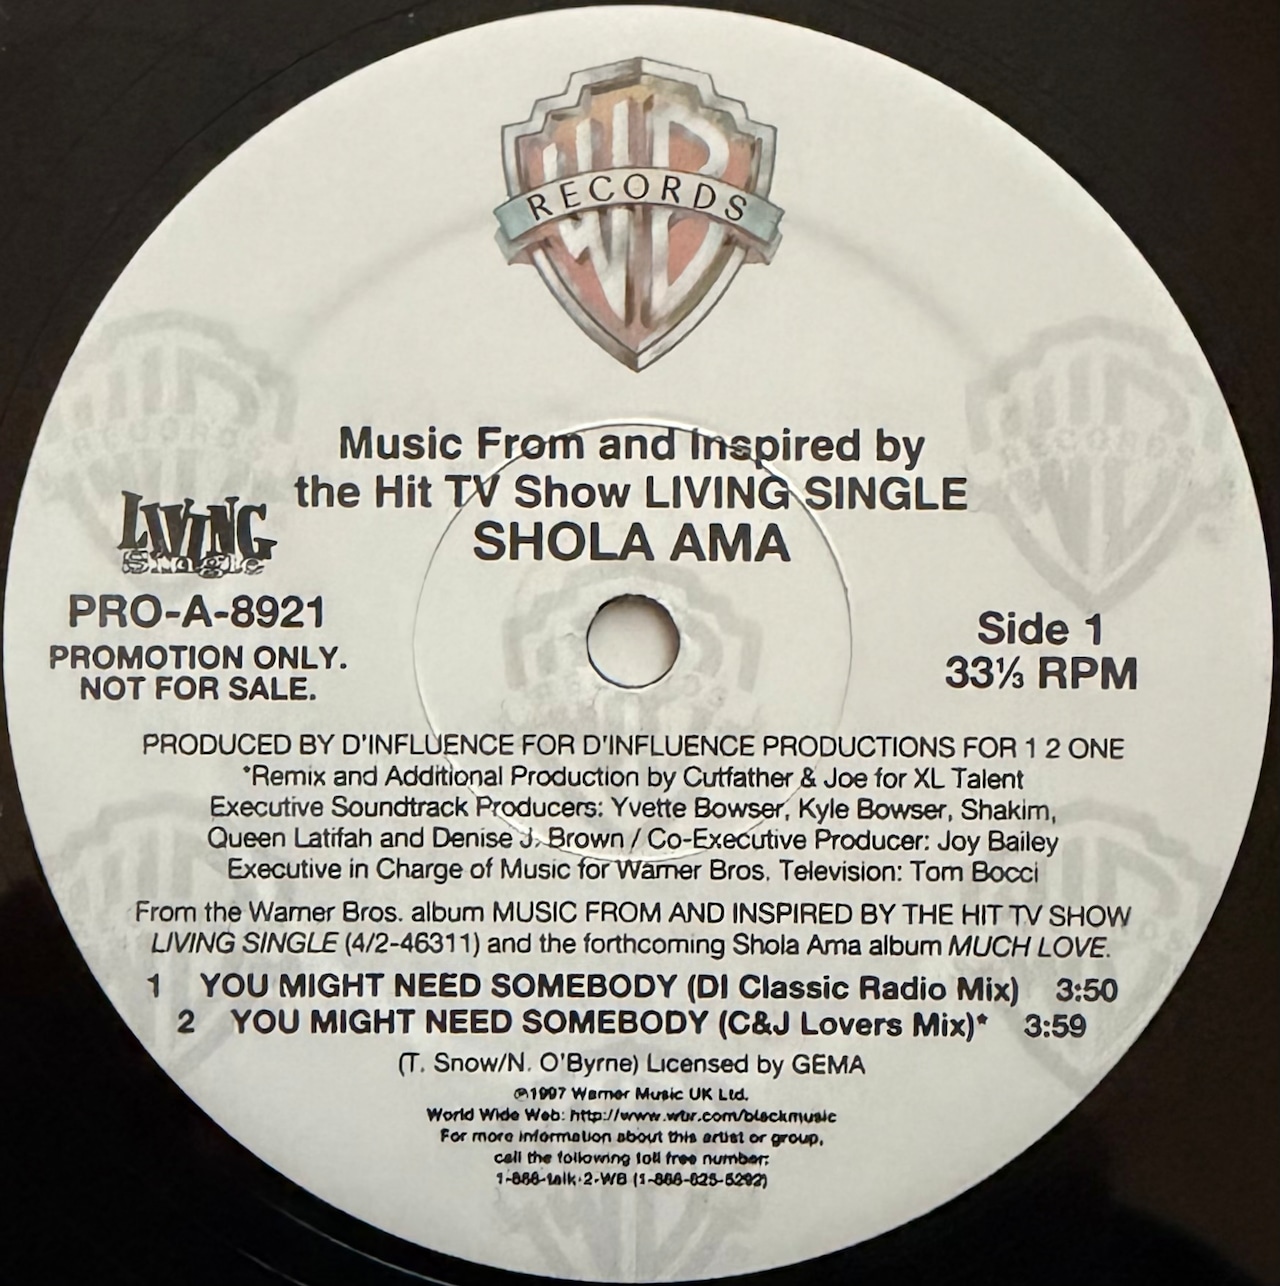 WB
RECORDS
Music From and Inspired by
the Hit TV Show LIVING SINGLE
SHOLA AMA
LIVING
Single
PRO-A-8921
PROMOTION ONLY.
NOT FOR SALE.
Side 1
33⅓ RPM
PRODUCED BY D'INFLUENCE FOR D'INFLUENCE PRODUCTIONS FOR 1 2 ONE
*Remix and Additional Production by Cutfather & Joe for XL Talent
Executive Soundtrack Producers: Yvette Bowser, Kyle Bowser, Shakim,
Queen Latifah and Denise J. Brown / Co-Executive Producer: Joy Bailey
Executive in Charge of Music for Warner Bros. Television: Tom Bocci
From the Warner Bros. album MUSIC FROM AND INSPIRED BY THE HIT TV SHOW
LIVING SINGLE (4/2-46311) and the forthcoming Shola Ama album MUCH LOVE.
1 YOU MIGHT NEED SOMEBODY (DI Classic Radio Mix) 3:50
2 YOU MIGHT NEED SOMEBODY (C&J Lovers Mix)* 3:59
(T. Snow/N. O'Byrne) Licensed by GEMA
℗1997 Warner Music UK Ltd.
World Wide Web: http://www.wbr.com/blackmusic
For more information about this artist or group,
call the following toll free number:
1-888-talk-2-WB